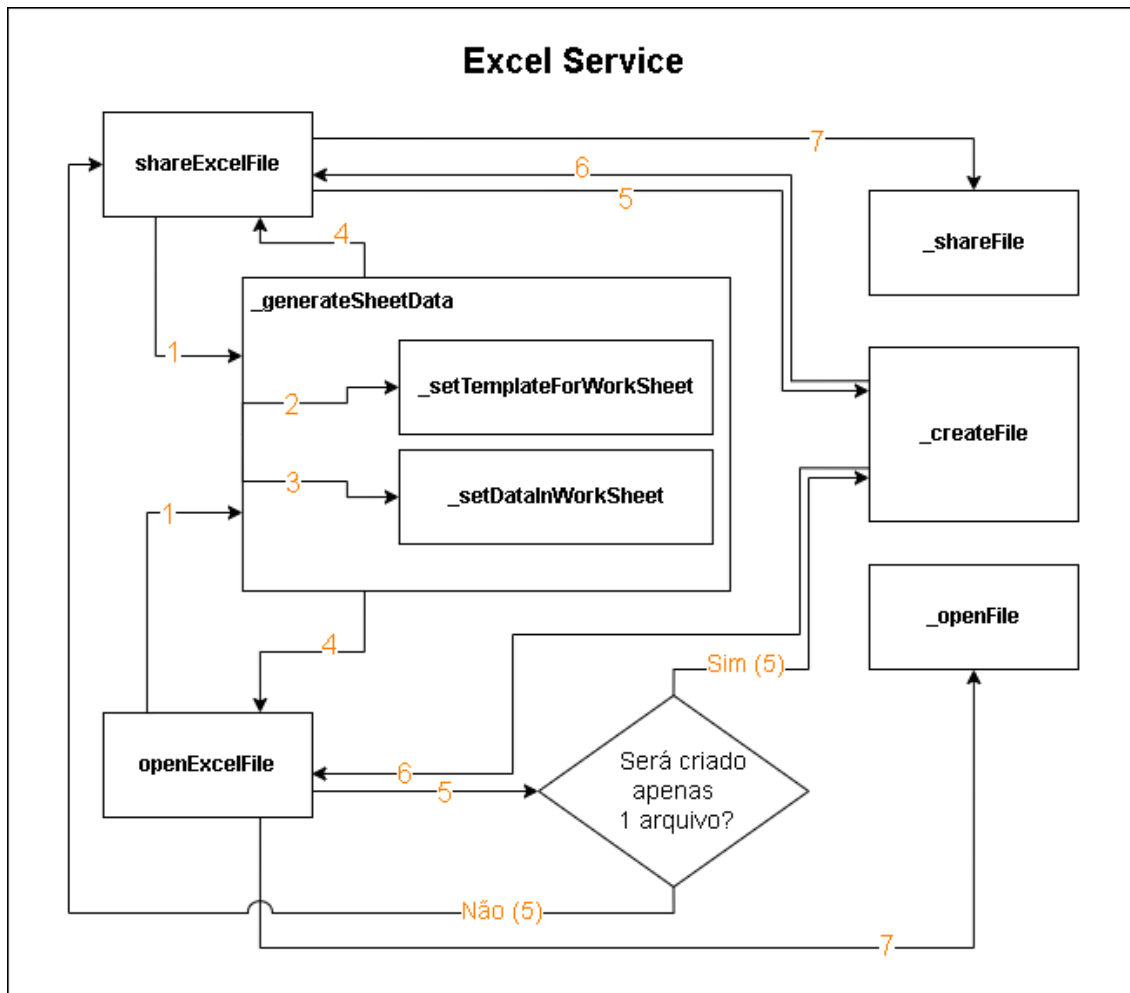 Excel Service
shareExcelFile
7
6
5
_shareFile
4
_generateSheetData
1
2
_setTemplateForWorkSheet
_createFile
3
_setDataInWorkSheet
1
_openFile
4
Sim (5)
openExcelFile
6
5
Será criado
apenas
1 arquivo?
Não (5)
7